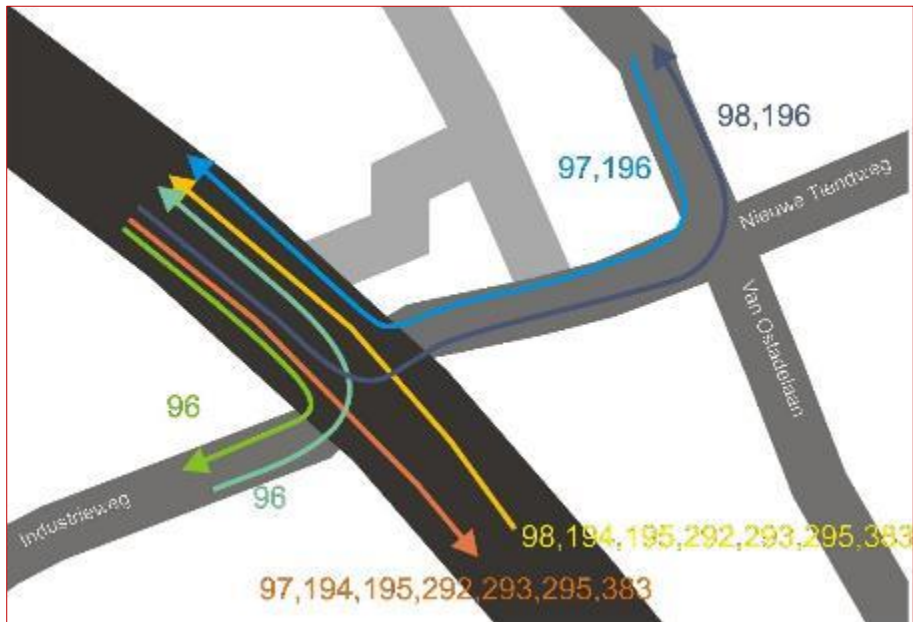 98,196
97,196
Nieuwe Tiendweg
Van Ostadelaan
96
96
Industrieweg
98,194,195,292,293,295,383
97,194,195,292,293,295,383